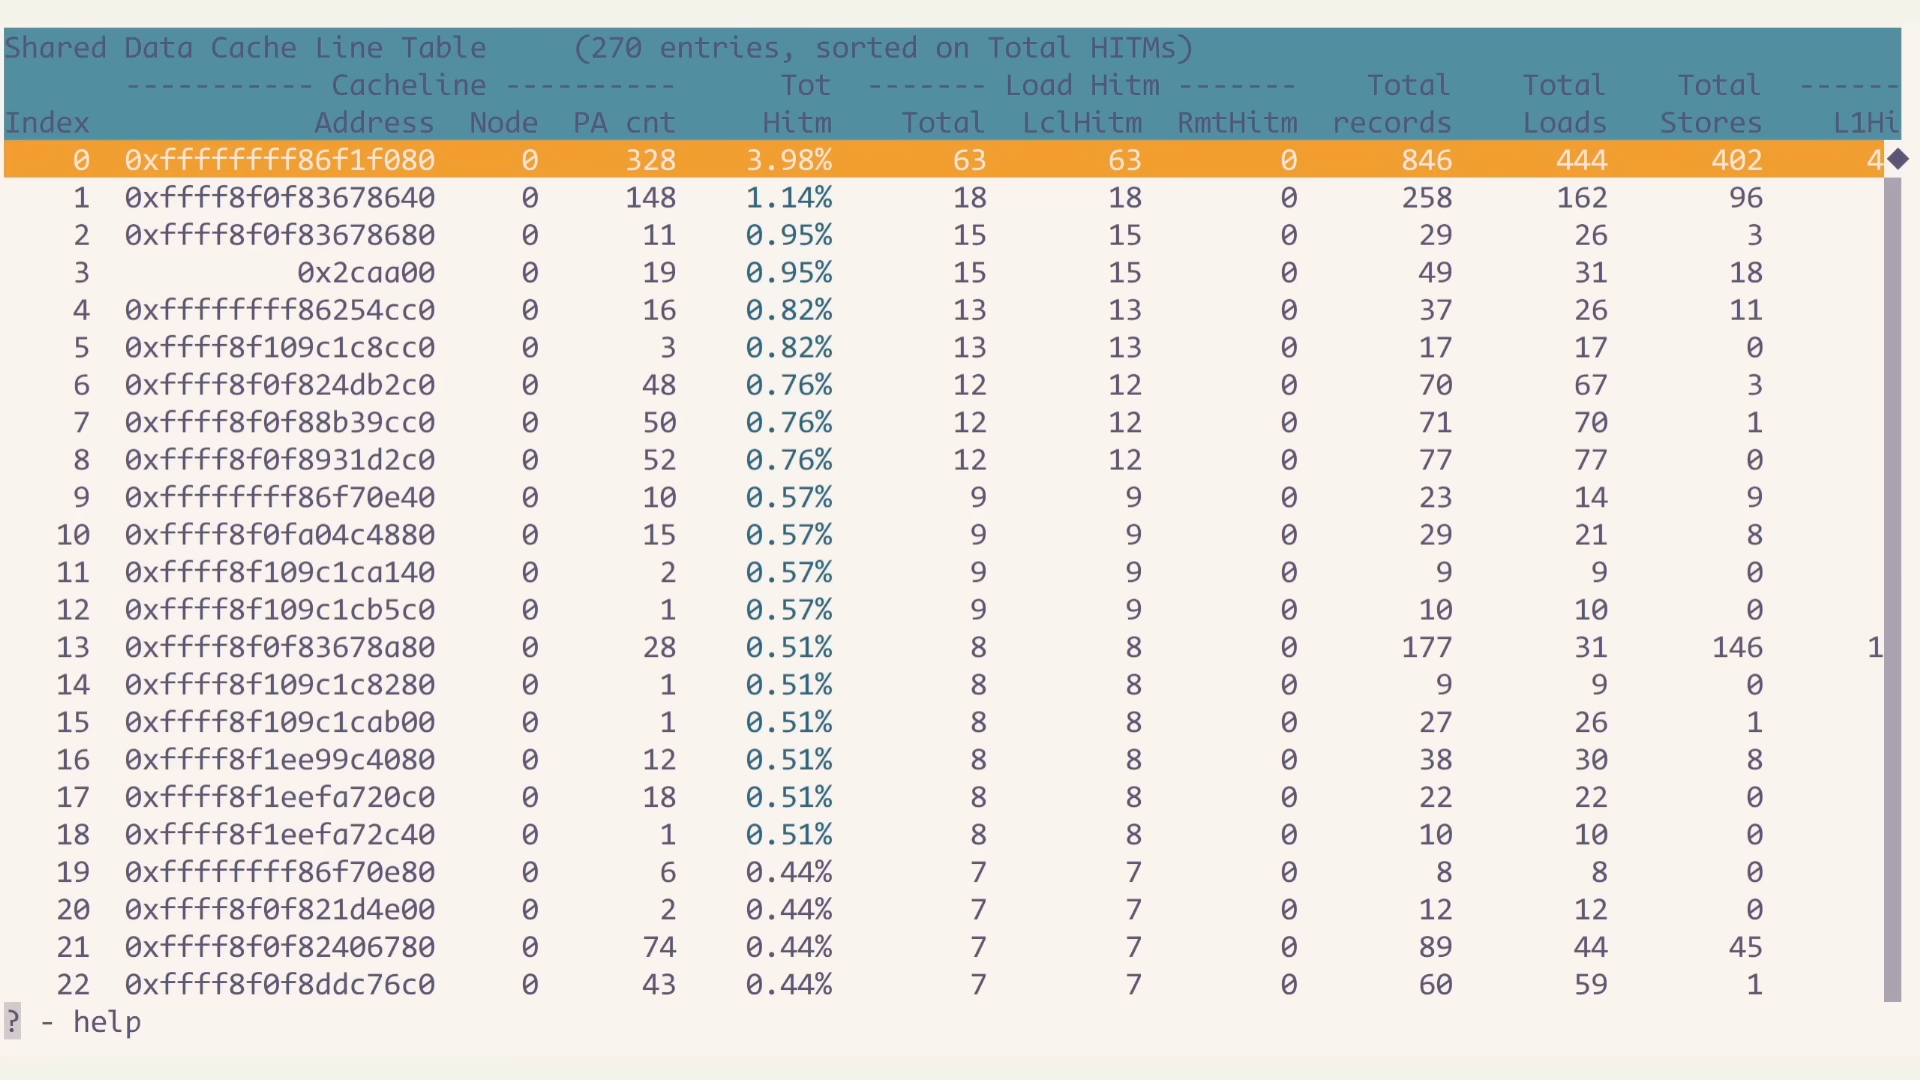 Shared Data Cache Line Table     (270 entries, sorted on Total HITMs)
----------- Cacheline ----------      Tot  ------- Load Hitm -------    Total    Total    Total  ------
Index             Address  Node  PA cnt     Hitm    Total  LclHitm  RmtHitm  records    Loads   Stores    L1Hi
0  0xffffffff86f1f080     0     328    3.98%       63       63        0      846      444      402      4
1  0xffff8f0f83678640     0     148    1.14%       18       18        0      258      162       96
2  0xffff8f0f83678680     0      11    0.95%       15       15        0       29       26        3
3            0x2caa00     0      19    0.95%       15       15        0       49       31       18
4  0xffffffff86254cc0     0      16    0.82%       13       13        0       37       26       11
5  0xffff8f109c1c8cc0     0       3    0.82%       13       13        0       17       17        0
6  0xffff8f0f824db2c0     0      48    0.76%       12       12        0       70       67        3
7  0xffff8f0f88b39cc0     0      50    0.76%       12       12        0       71       70        1
8  0xffff8f0f8931d2c0     0      52    0.76%       12       12        0       77       77        0
9  0xffffffff86f70e40     0      10    0.57%        9        9        0       23       14        9
10  0xffff8f0fa04c4880     0      15    0.57%        9        9        0       29       21        8
11  0xffff8f109c1ca140     0       2    0.57%        9        9        0        9        9        0
12  0xffff8f109c1cb5c0     0       1    0.57%        9        9        0       10       10        0
13  0xffff8f0f83678a80     0      28    0.51%        8        8        0      177       31      146      1
14  0xffff8f109c1c8280     0       1    0.51%        8        8        0        9        9        0
15  0xffff8f109c1cab00     0       1    0.51%        8        8        0       27       26        1
16  0xffff8f1ee99c4080     0      12    0.51%        8        8        0       38       30        8
17  0xffff8f1eefa720c0     0      18    0.51%        8        8        0       22       22        0
18  0xffff8f1eefa72c40     0       1    0.51%        8        8        0       10       10        0
19  0xffffffff86f70e80     0       6    0.44%        7        7        0        8        8        0
20  0xffff8f0f821d4e00     0       2    0.44%        7        7        0       12       12        0
21  0xffff8f0f82406780     0      74    0.44%        7        7        0       89       44       45
22  0xffff8f0f8ddc76c0     0      43    0.44%        7        7        0       60       59        1
? - help